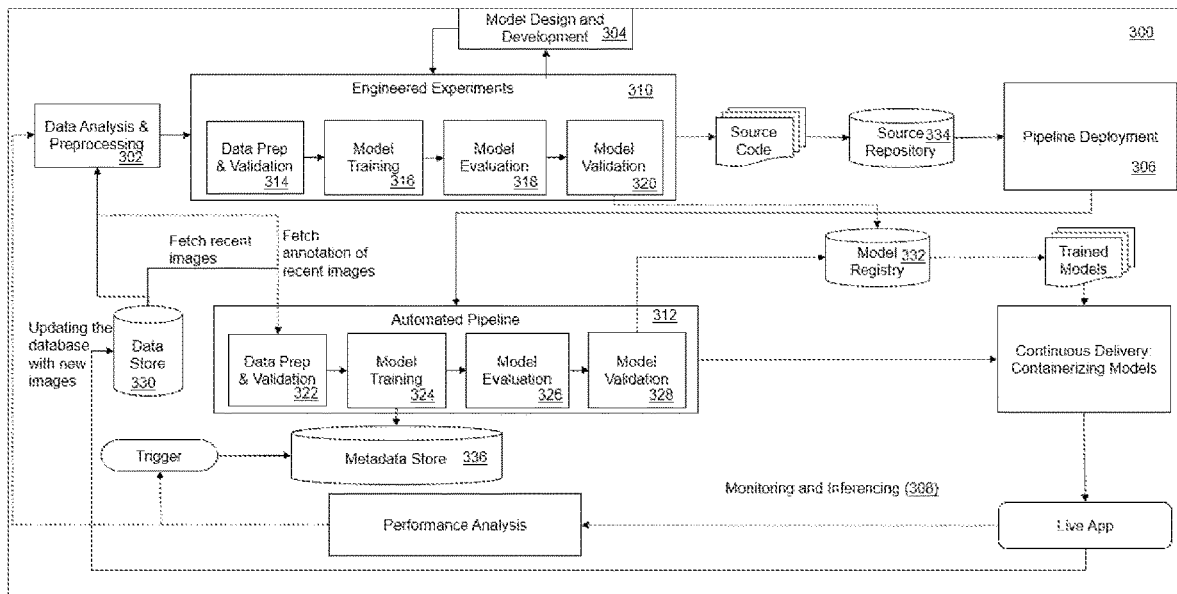 Model Design and
Development 304
300
Engineered Experiments 310
Data Analysis &
Preprocessing
302
Data Prep
& Validation
314
Model
Training
316
Model
Evaluation
318
Model
Validation
320
Source
Code
Source 334
Repository
Pipeline Deployment
306
Fetch recent
images
Fetch
annotation of
recent images
Model 332
Registry
Trained
Models
Updating the
database
with new
images
Data
Store
330
Automated Pipeline 312
Data Prep
& Validation
322
Model
Training
324
Model
Evaluation
326
Model
Validation
328
Continuous Delivery:
Containerizing Models
Trigger
Metadata Store 336
Monitoring and Inferencing (308)
Performance Analysis
Live App